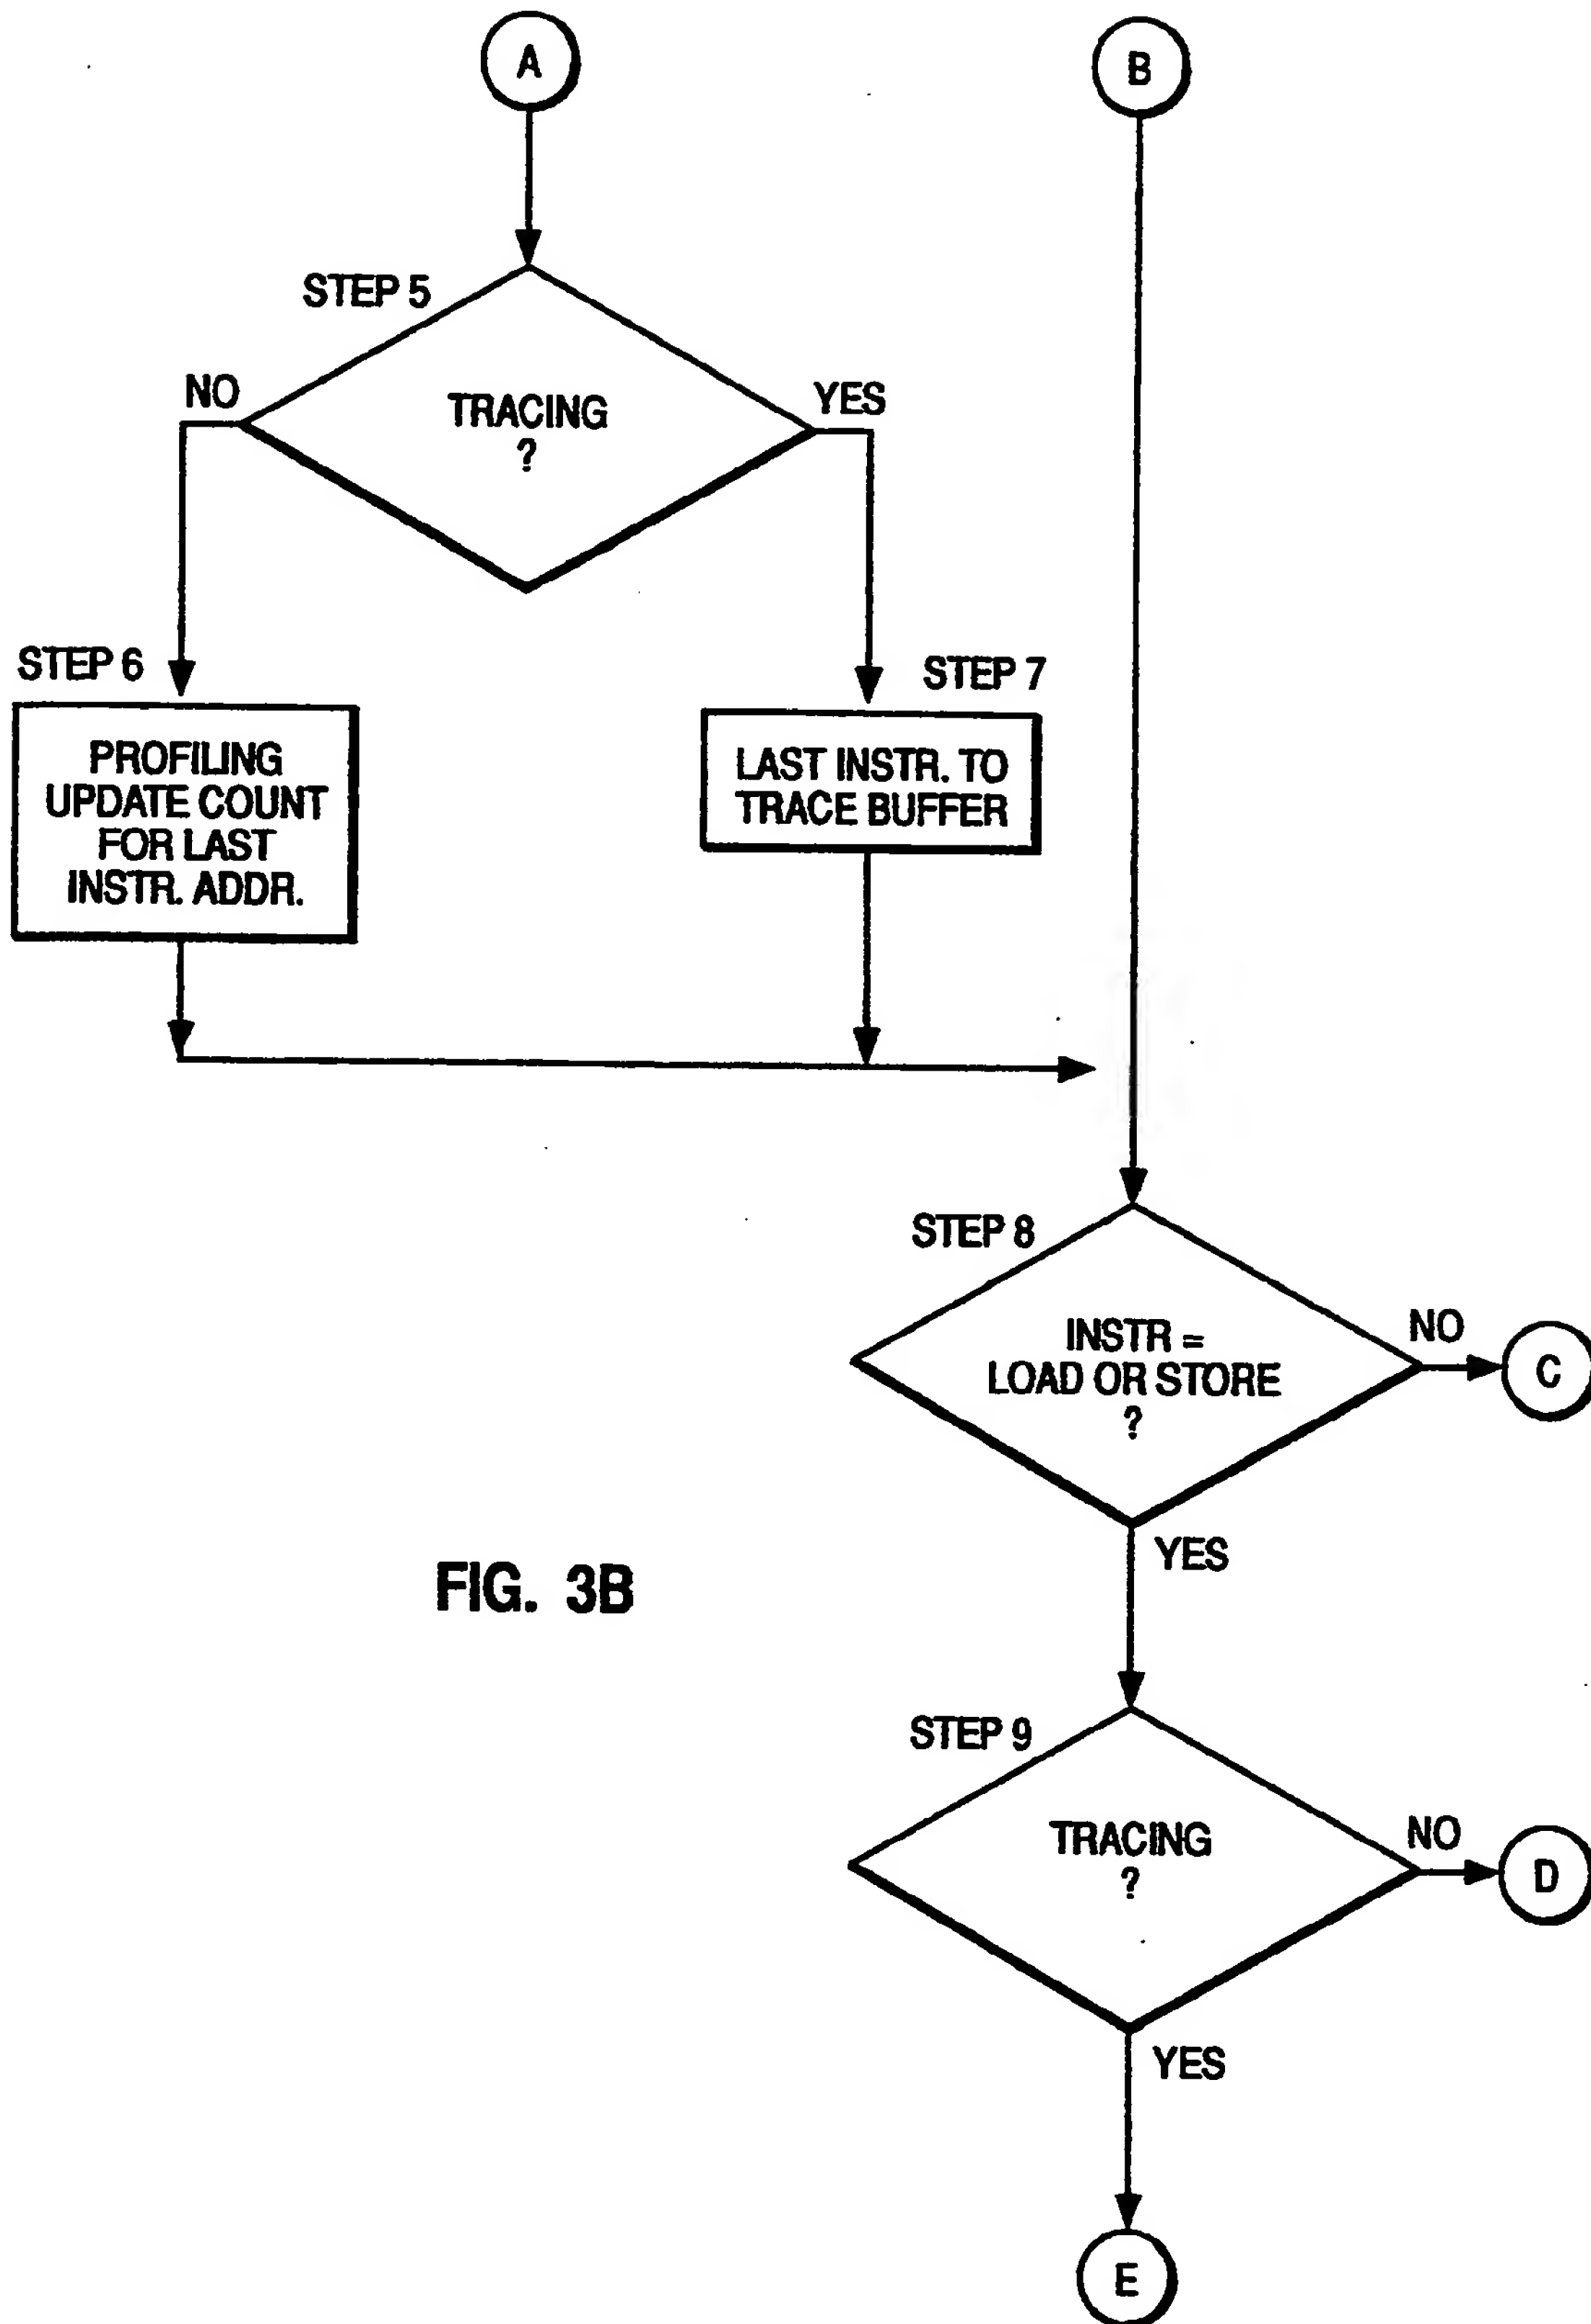 A
B
STEP 5
NO
TRACING
?
YES
STEP 6
PROFILING
UPDATE COUNT
FOR LAST
INSTR. ADDR.
STEP 7
LAST INSTR. TO
TRACE BUFFER
STEP 8
INSTR =
LOAD OR STORE
?
NO
C
YES
FIG. 3B
STEP 9
TRACING
?
NO
D
YES
E